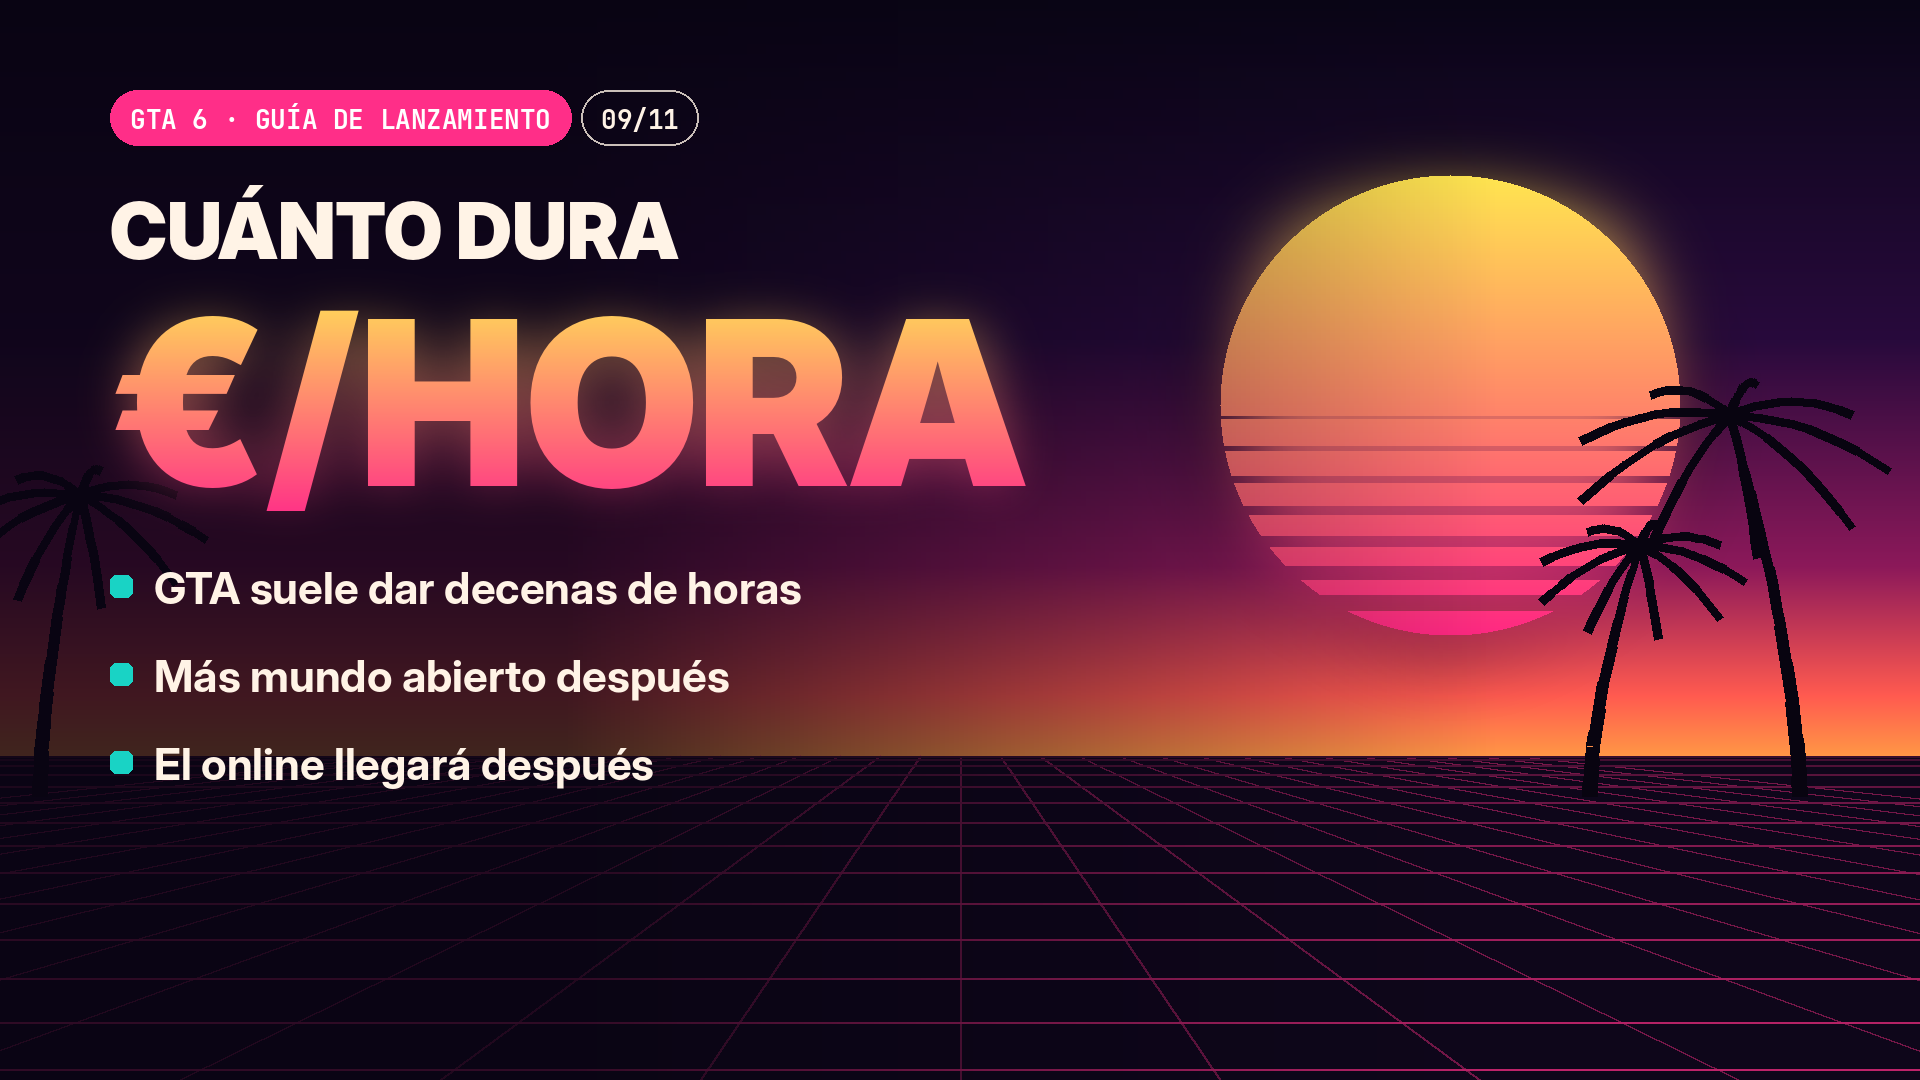 GTA 6 · GUÍA DE LANZAMIENTO 09/11
CUÁNTO DURA
€/HORA
GTA suele dar decenas de horas
Más mundo abierto después
El online llegará después